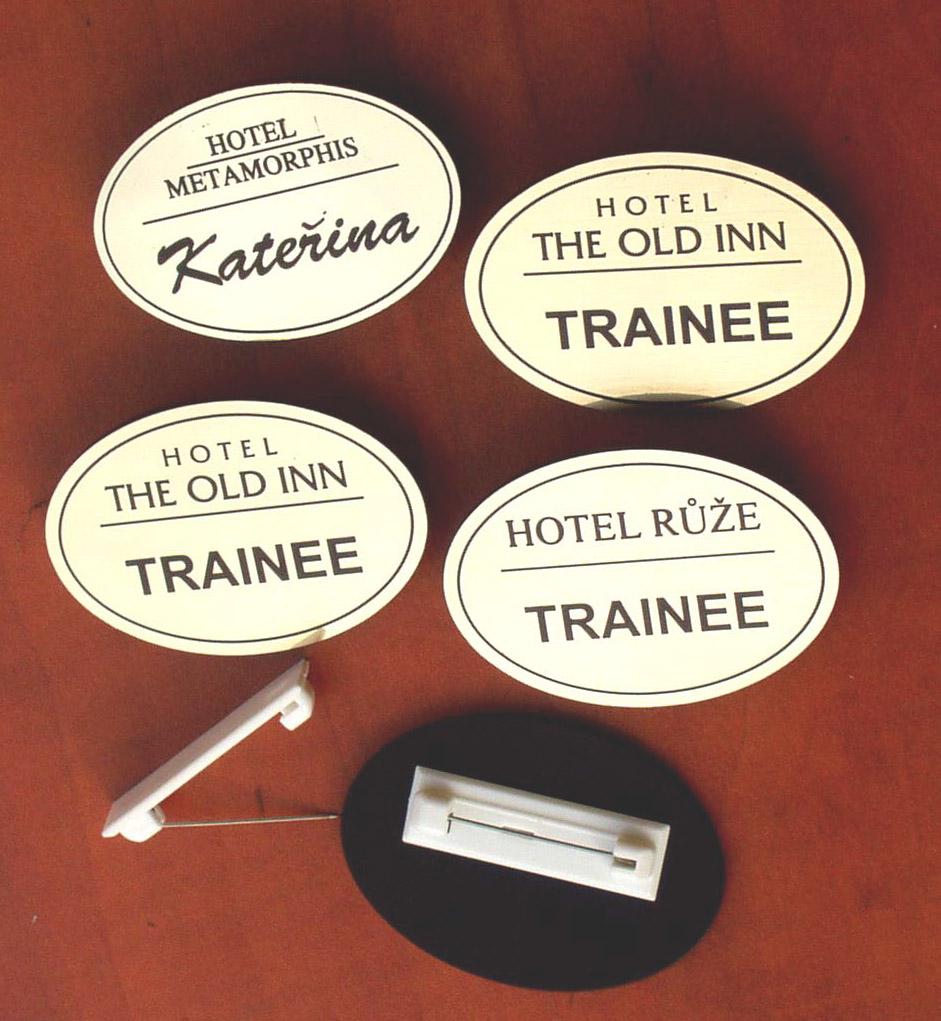 HOTEL
METAMORPHIS
Kateřina
HOTEL
THE OLD INN
TRAINEE
HOTEL
THE OLD INN
TRAINEE
HOTEL RŮŽE
TRAINEE